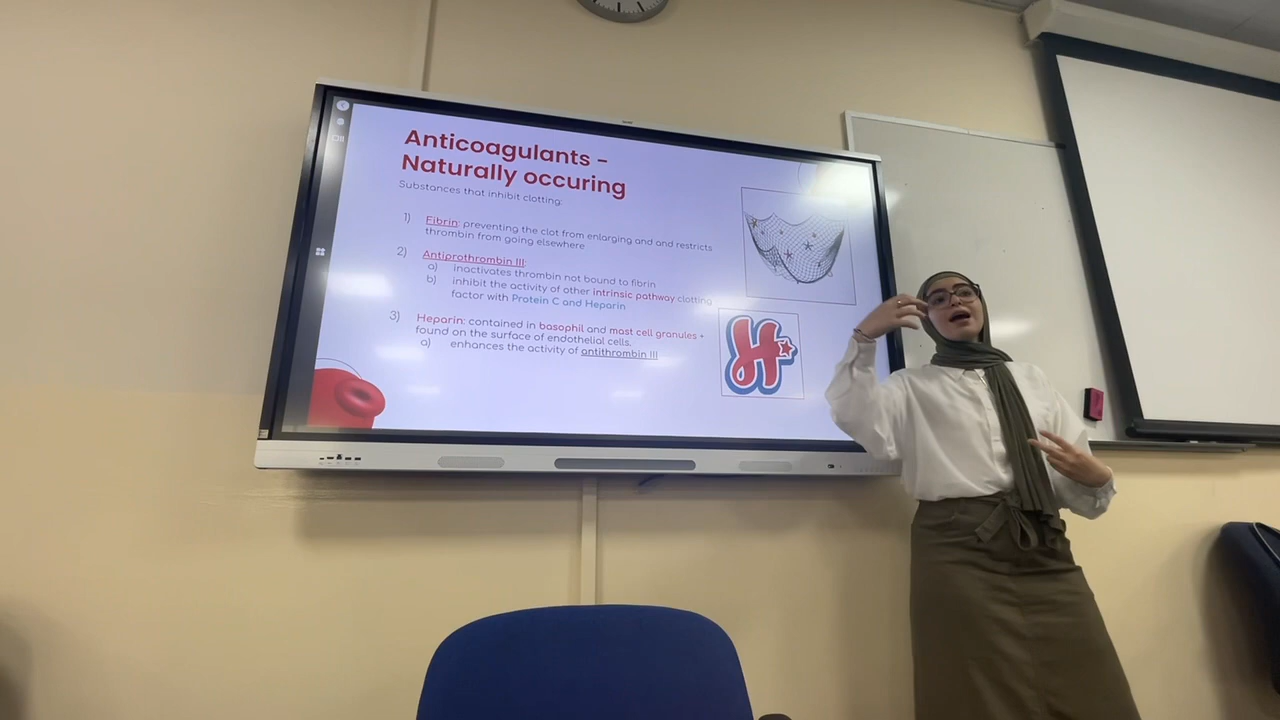 Anticoagulants -
Naturally occuring
Substances that inhibit clotting:
1) Fibrin: preventing the clot from enlarging and and restricts
thrombin from going elsewhere
2) Antiprothrombin III:
a) inactivates thrombin not bound to fibrin
b) inhibit the activity of other intrinsic pathway clotting
factor with Protein C and Heparin
3) Heparin: contained in basophil and mast cell granules +
found on the surface of endothelial cells,
a) enhances the activity of antithrombin III
H